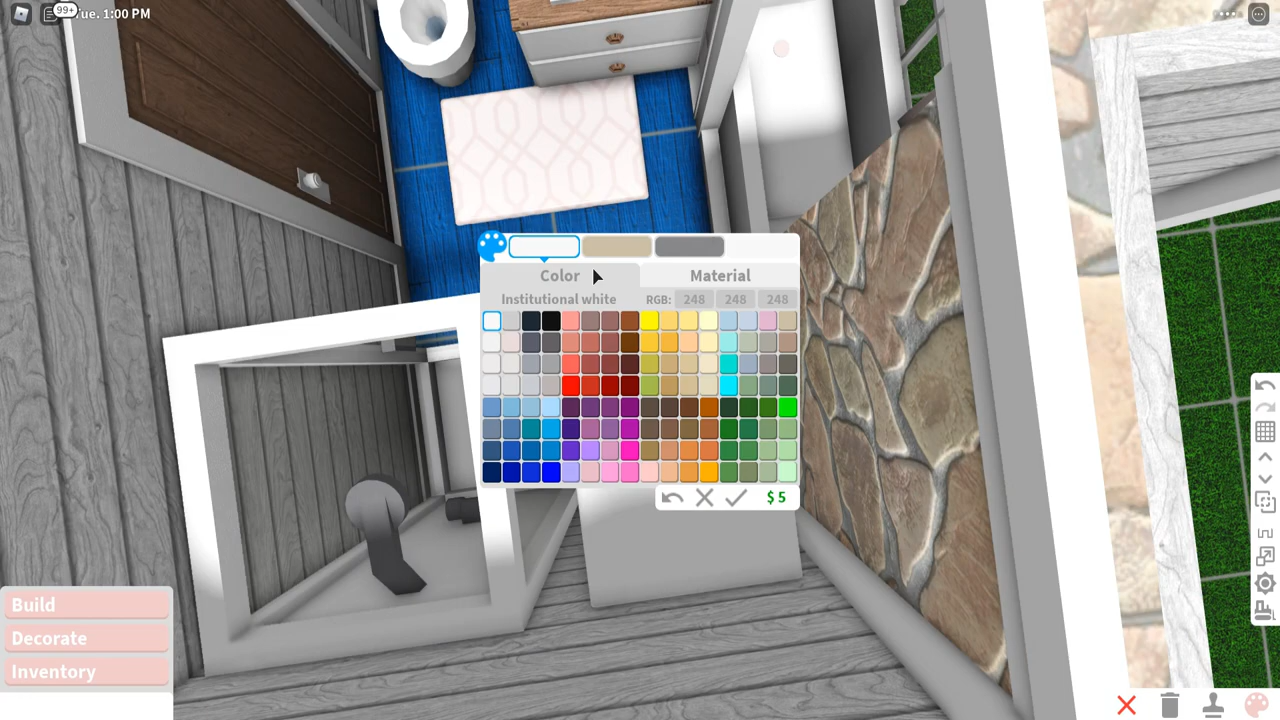 99+
Tue. 1:00 PM
Color
Material
Institutional white
RGB: 248 248 248
$5
Build
Decorate
Inventory